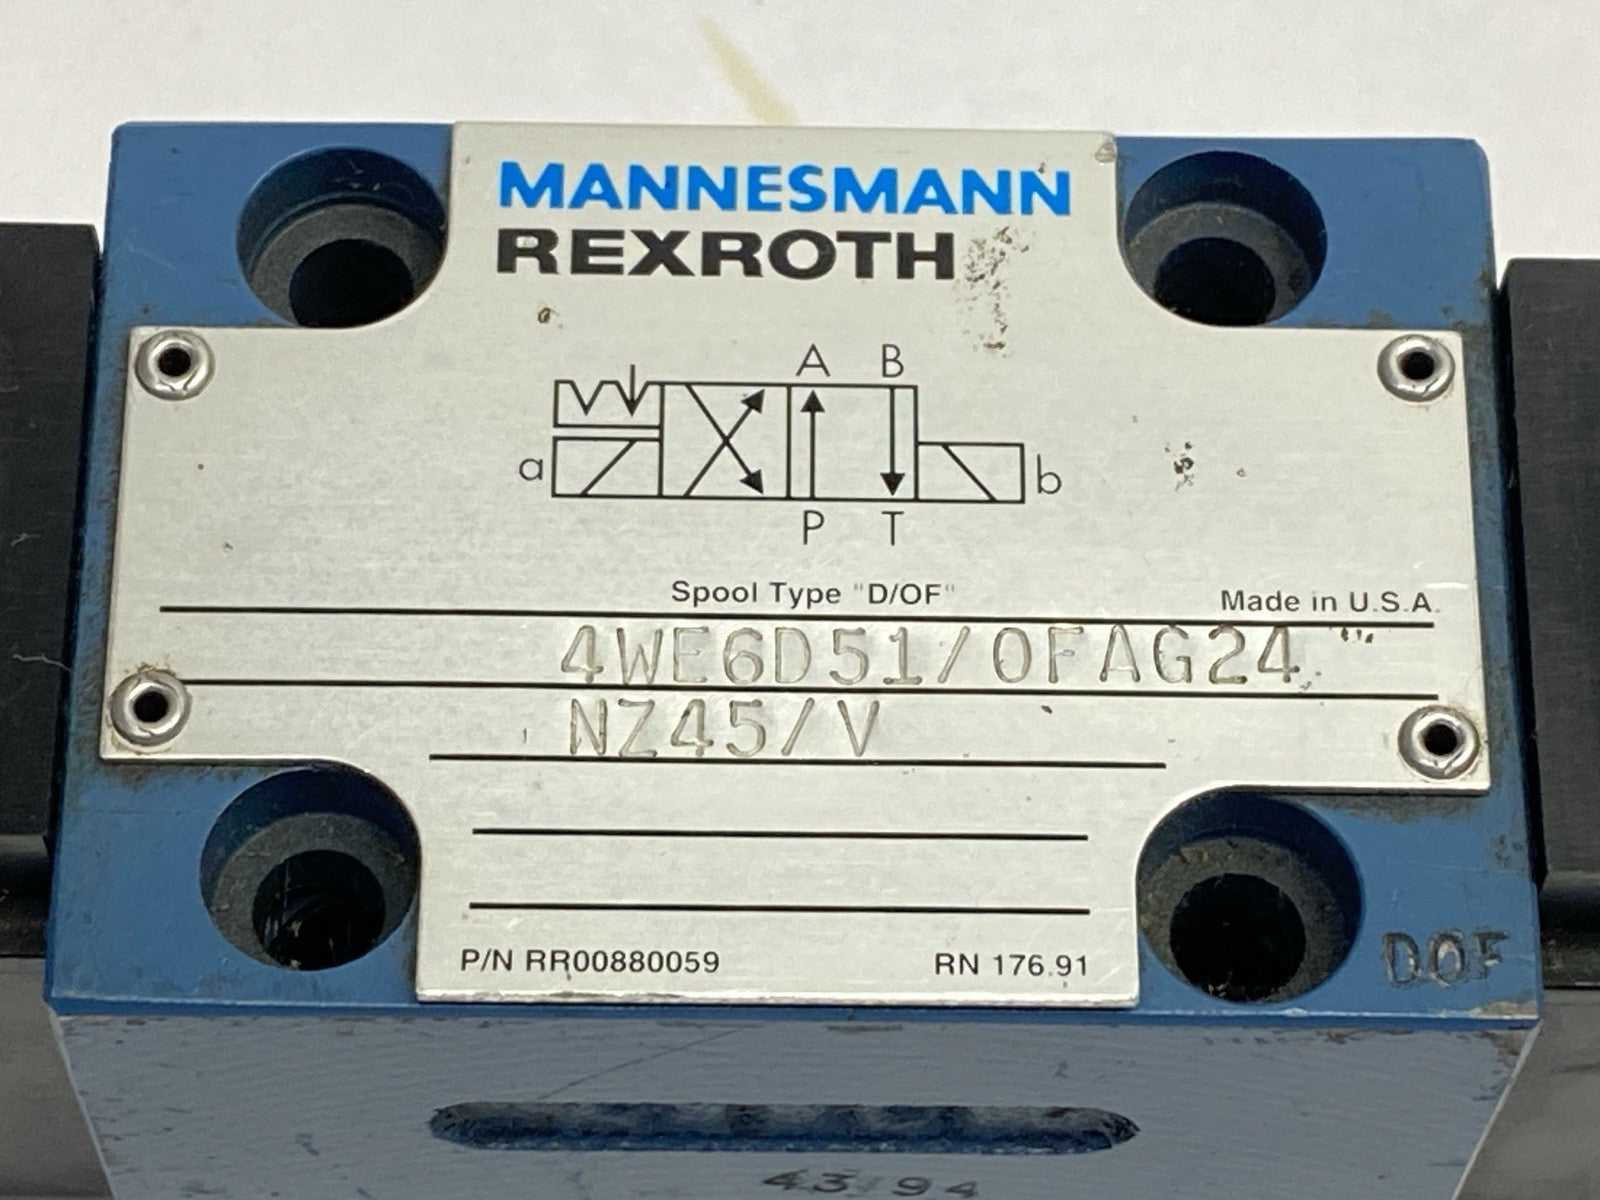 MANNESMANN
REXROTH
A B
a b
P T
Spool Type "D/OF"
Made in U.S.A.
4WE6D51/OFAG24
NZ45/V
P/N RR00880059 RN 176.91
DOF
43/94